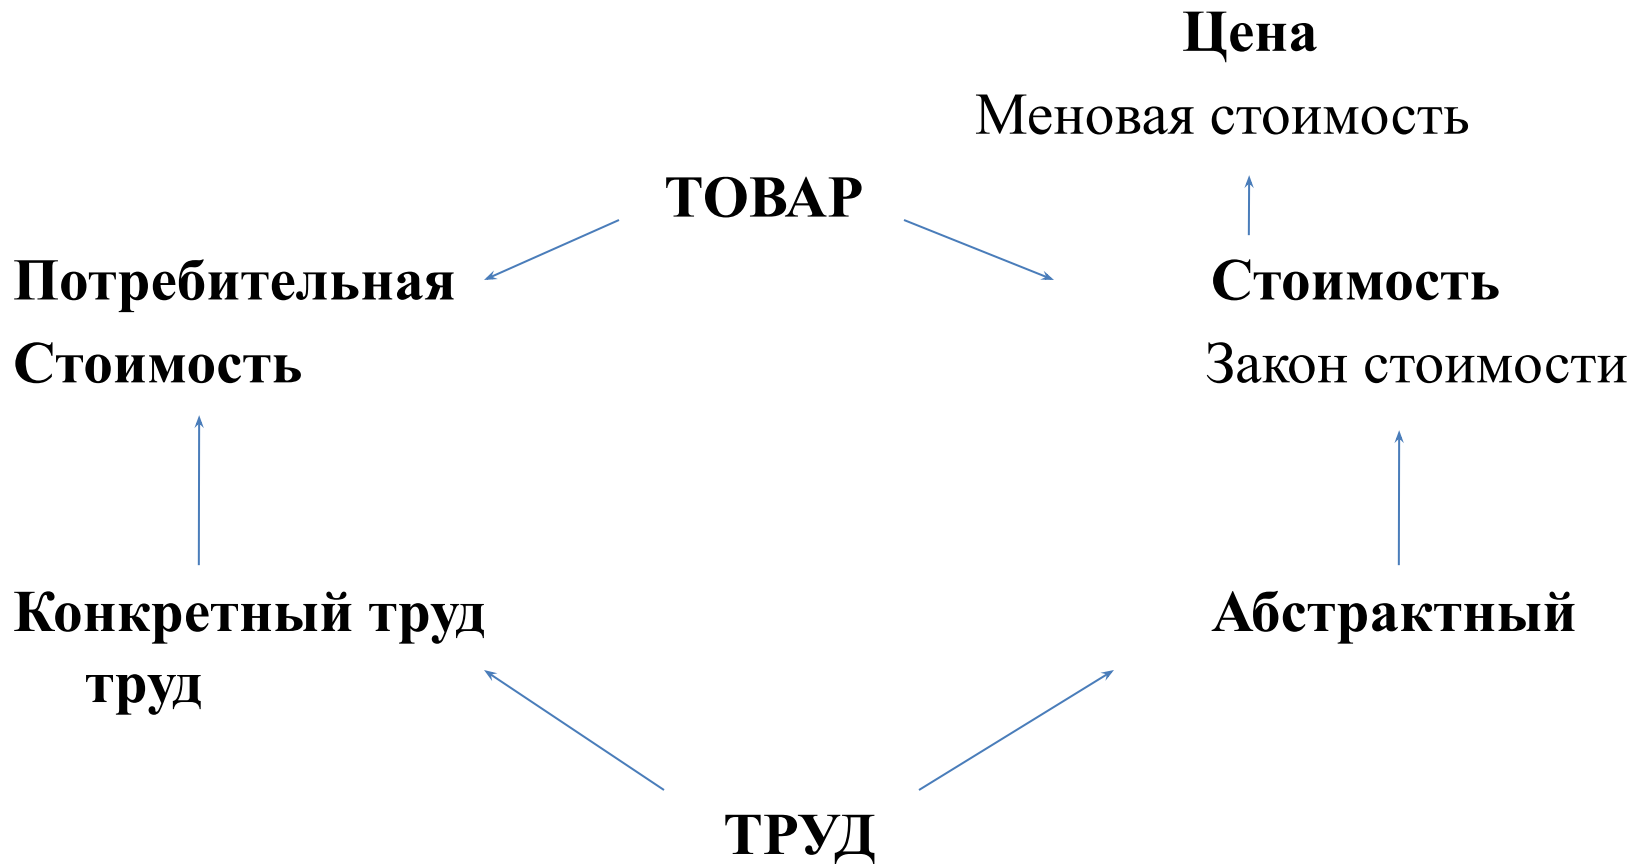 Цена
Меновая стоимость
ТОВАР
Потребительная Стоимость
Стоимость Закон стоимости
Конкретный труд Абстрактный
труд
ТРУД